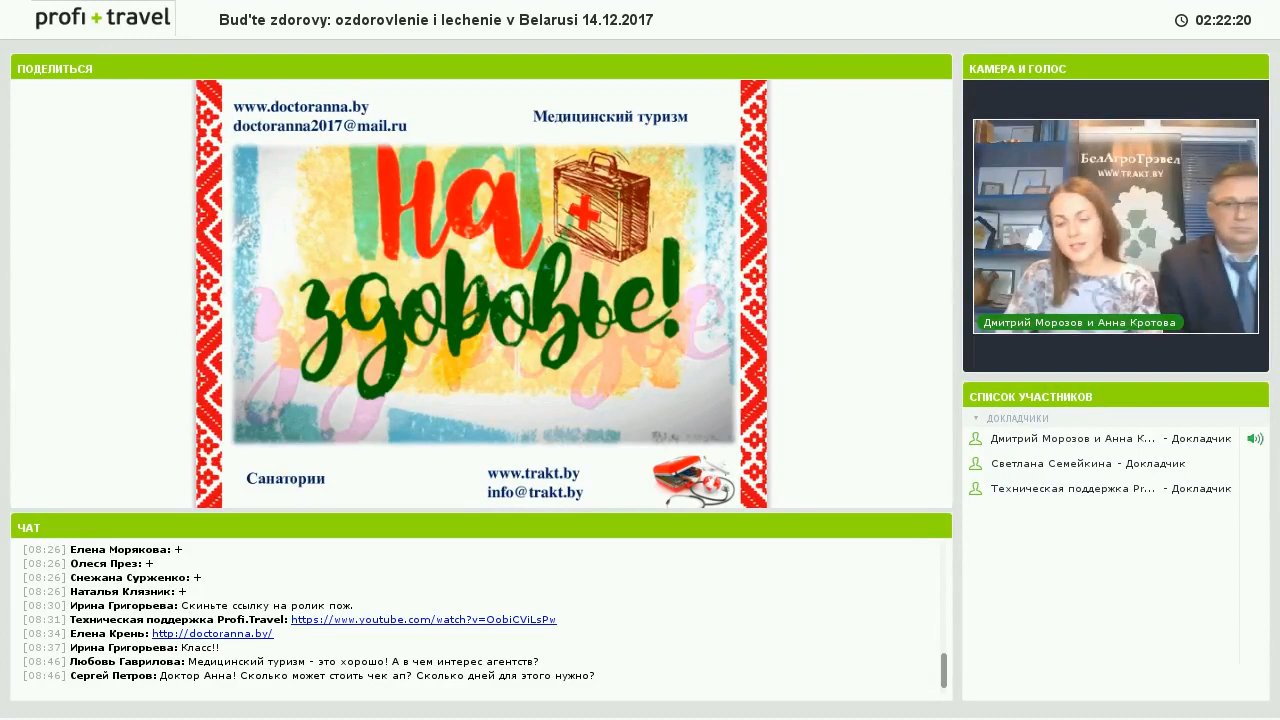 profi + travel
Bud'te zdorovy: ozdorovlenie i lechenie v Belarusi 14.12.2017
02:22:20
ПОДЕЛИТЬСЯ
www.doctoranna.by
doctoranna2017@mail.ru
Медицинский туризм
на
здоровье!
Санатории
www.trakt.by
info@trakt.by
КАМЕРА И ГОЛОС
БелАгроТрэвел
WWW.TRAKT.BY
Дмитрий Морозов и Анна Кротова
СПИСОК УЧАСТНИКОВ
ДОКЛАДЧИКИ
Дмитрий Морозов и Анна К... - Докладчик
Светлана Семейкина - Докладчик
Техническая поддержка Pr... - Докладчик
ЧАТ
[08:26] Елена Морякова: +
[08:26] Олеся През: +
[08:26] Снежана Сурженко: +
[08:26] Наталья Клязник: +
[08:30] Ирина Григорьева: Скиньте ссылку на ролик пож.
[08:31] Техническая поддержка Profi.Travel: https://www.youtube.com/watch?v=OobiCViLsPw
[08:34] Елена Крень: http://doctoranna.by/
[08:37] Ирина Григорьева: Класс!!
[08:46] Любовь Гаврилова: Медицинский туризм - это хорошо! А в чем интерес агентств?
[08:46] Сергей Петров: Доктор Анна! Сколько может стоить чек ап? Сколько дней для этого нужно?